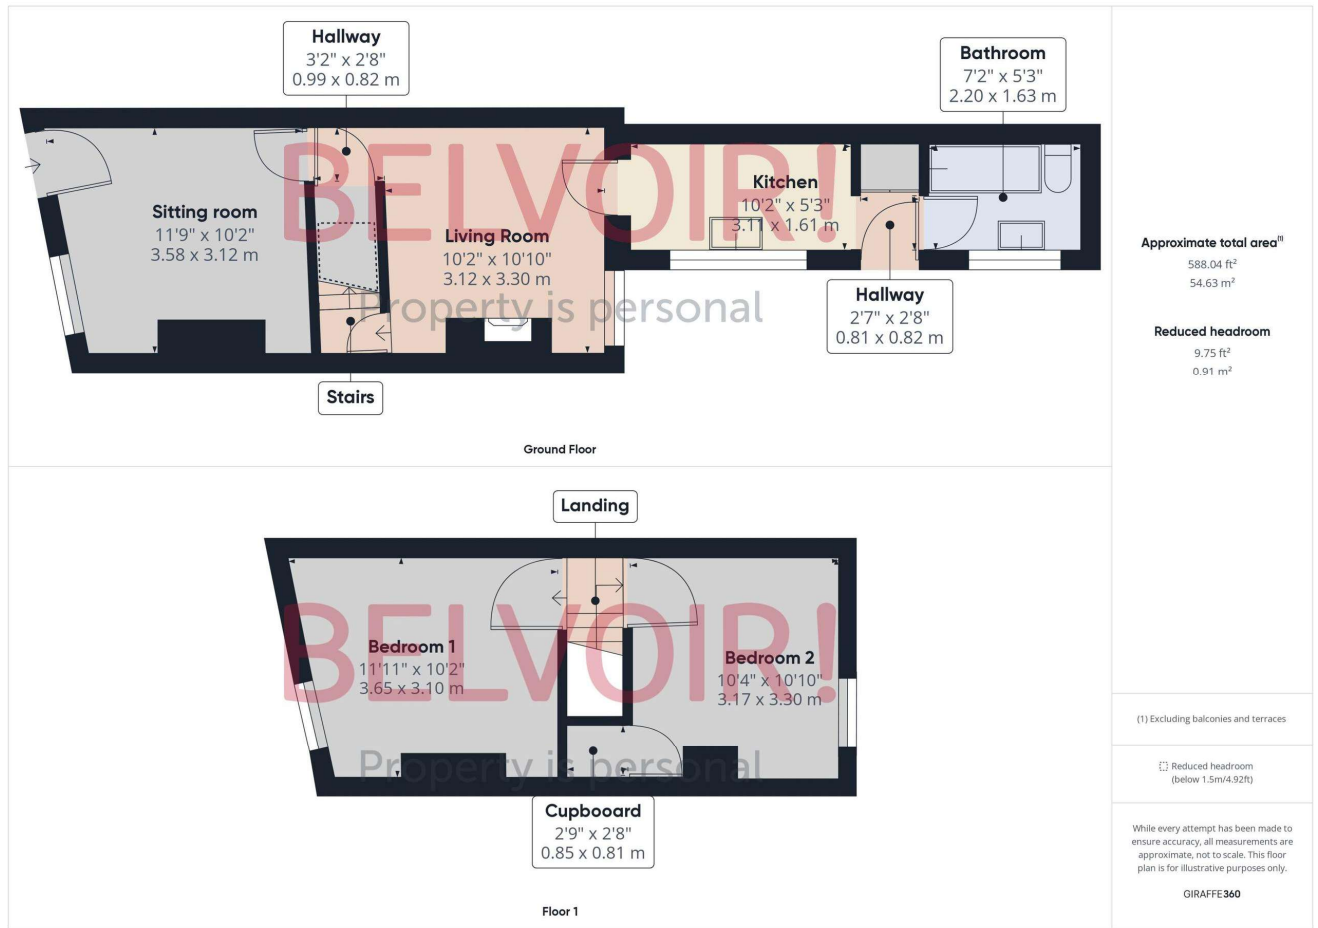 Hallway
3'2" x 2'8"
0.99 x 0.82 m
Bathroom
7'2" x 5'3"
2.20 x 1.63 m
Sitting room
11'9" x 10'2"
3.58 x 3.12 m
Living Room
10'2" x 10'10"
3.12 x 3.30 m
Kitchen
10'2" x 5'3"
3.11 x 1.61 m
BELVOIR!
Property is personal
Hallway
2'7" x 2'8"
0.81 x 0.82 m
Stairs
Ground Floor
Landing
Bedroom 1
11'11" x 10'2"
3.65 x 3.10 m
Bedroom 2
10'4" x 10'10"
3.17 x 3.30 m
BELVOIR!
Property is personal
Cupbooard
2'9" x 2'8"
0.85 x 0.81 m
Floor 1
Approximate total area⁽¹⁾
588.04 ft²
54.63 m²
Reduced headroom
9.75 ft²
0.91 m²
(1) Excluding balconies and terraces
Reduced headroom
(below 1.5m/4.92ft)
While every attempt has been made to
ensure accuracy, all measurements are
approximate, not to scale. This floor
plan is for illustrative purposes only.
GIRAFFE360